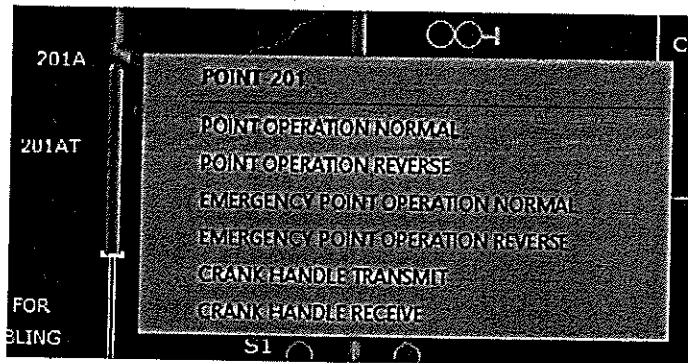 201A
POINT 201
POINT OPERATION NORMAL
201AT
POINT OPERATION REVERSE
EMERGENCY POINT OPERATION NORMAL
EMERGENCY POINT OPERATION REVERSE
CRANK HANDLE TRANSMIT
CRANK HANDLE RECEIVE
FOR
BLING
S1
C